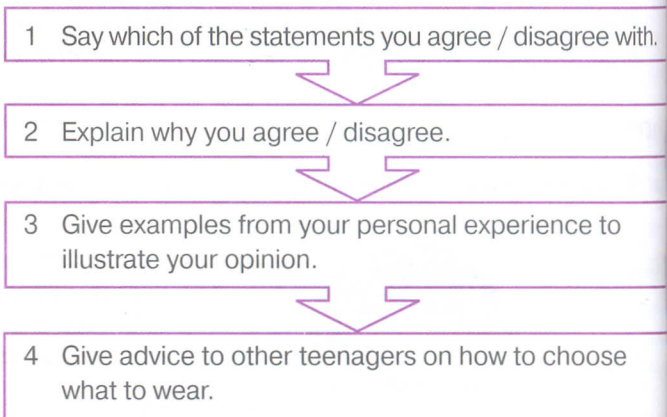 1 Say which of the statements you agree / disagree with.
2 Explain why you agree / disagree.
3 Give examples from your personal experience to
illustrate your opinion.
4 Give advice to other teenagers on how to choose
what to wear.